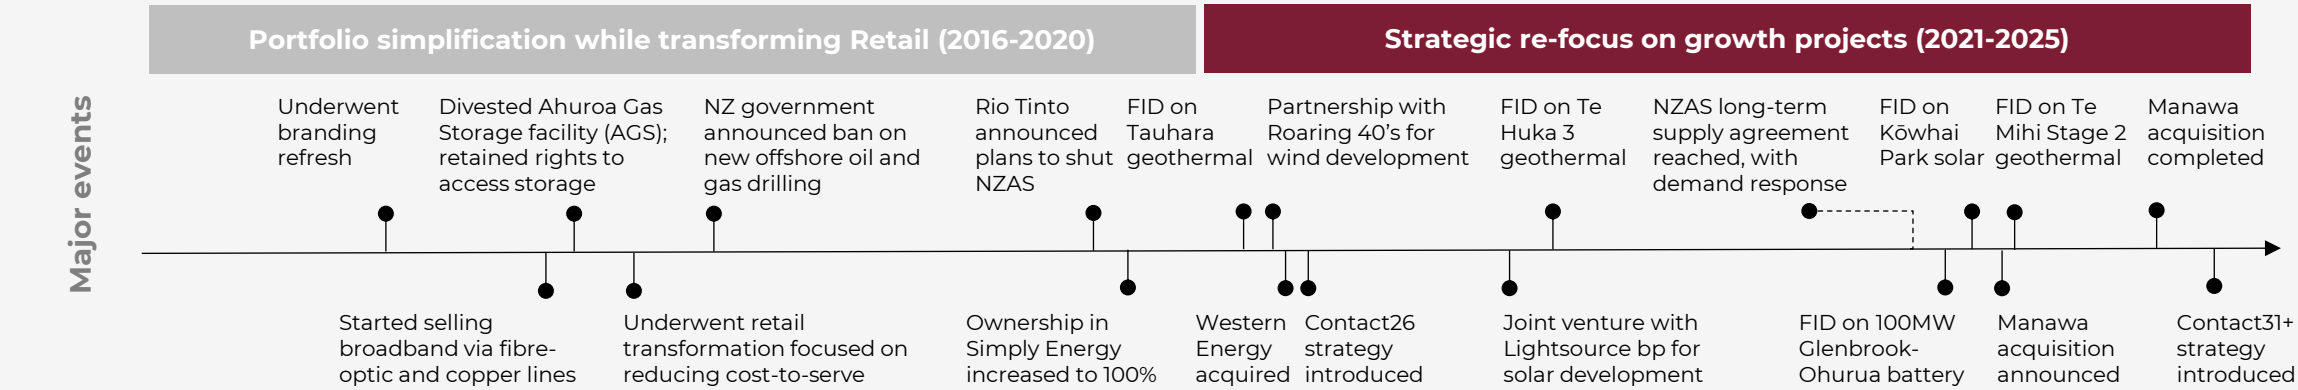 Portfolio simplification while transforming Retail (2016-2020)
Strategic re-focus on growth projects (2021-2025)
Major events
Underwent
branding
refresh
Divested Ahuroa Gas
Storage facility (AGS);
retained rights to
access storage
NZ government
announced ban on
new offshore oil and
gas drilling
Rio Tinto
announced
plans to shut
NZAS
FID on
Tauhara
geothermal
Partnership with
Roaring 40’s for
wind development
FID on Te
Huka 3
geothermal
NZAS long-term
supply agreement
reached, with
demand response
FID on
Kōwhai
Park solar
FID on Te
Mihi Stage 2
geothermal
Manawa
acquisition
completed
Started selling
broadband via fibre-
optic and copper lines
Underwent retail
transformation focused on
reducing cost-to-serve
Ownership in
Simply Energy
increased to 100%
Western
Energy
acquired
Contact26
strategy
introduced
Joint venture with
Lightsource bp for
solar development
FID on 100MW
Glenbrook-
Ohurua battery
Manawa
acquisition
announced
Contact31+
strategy
introduced